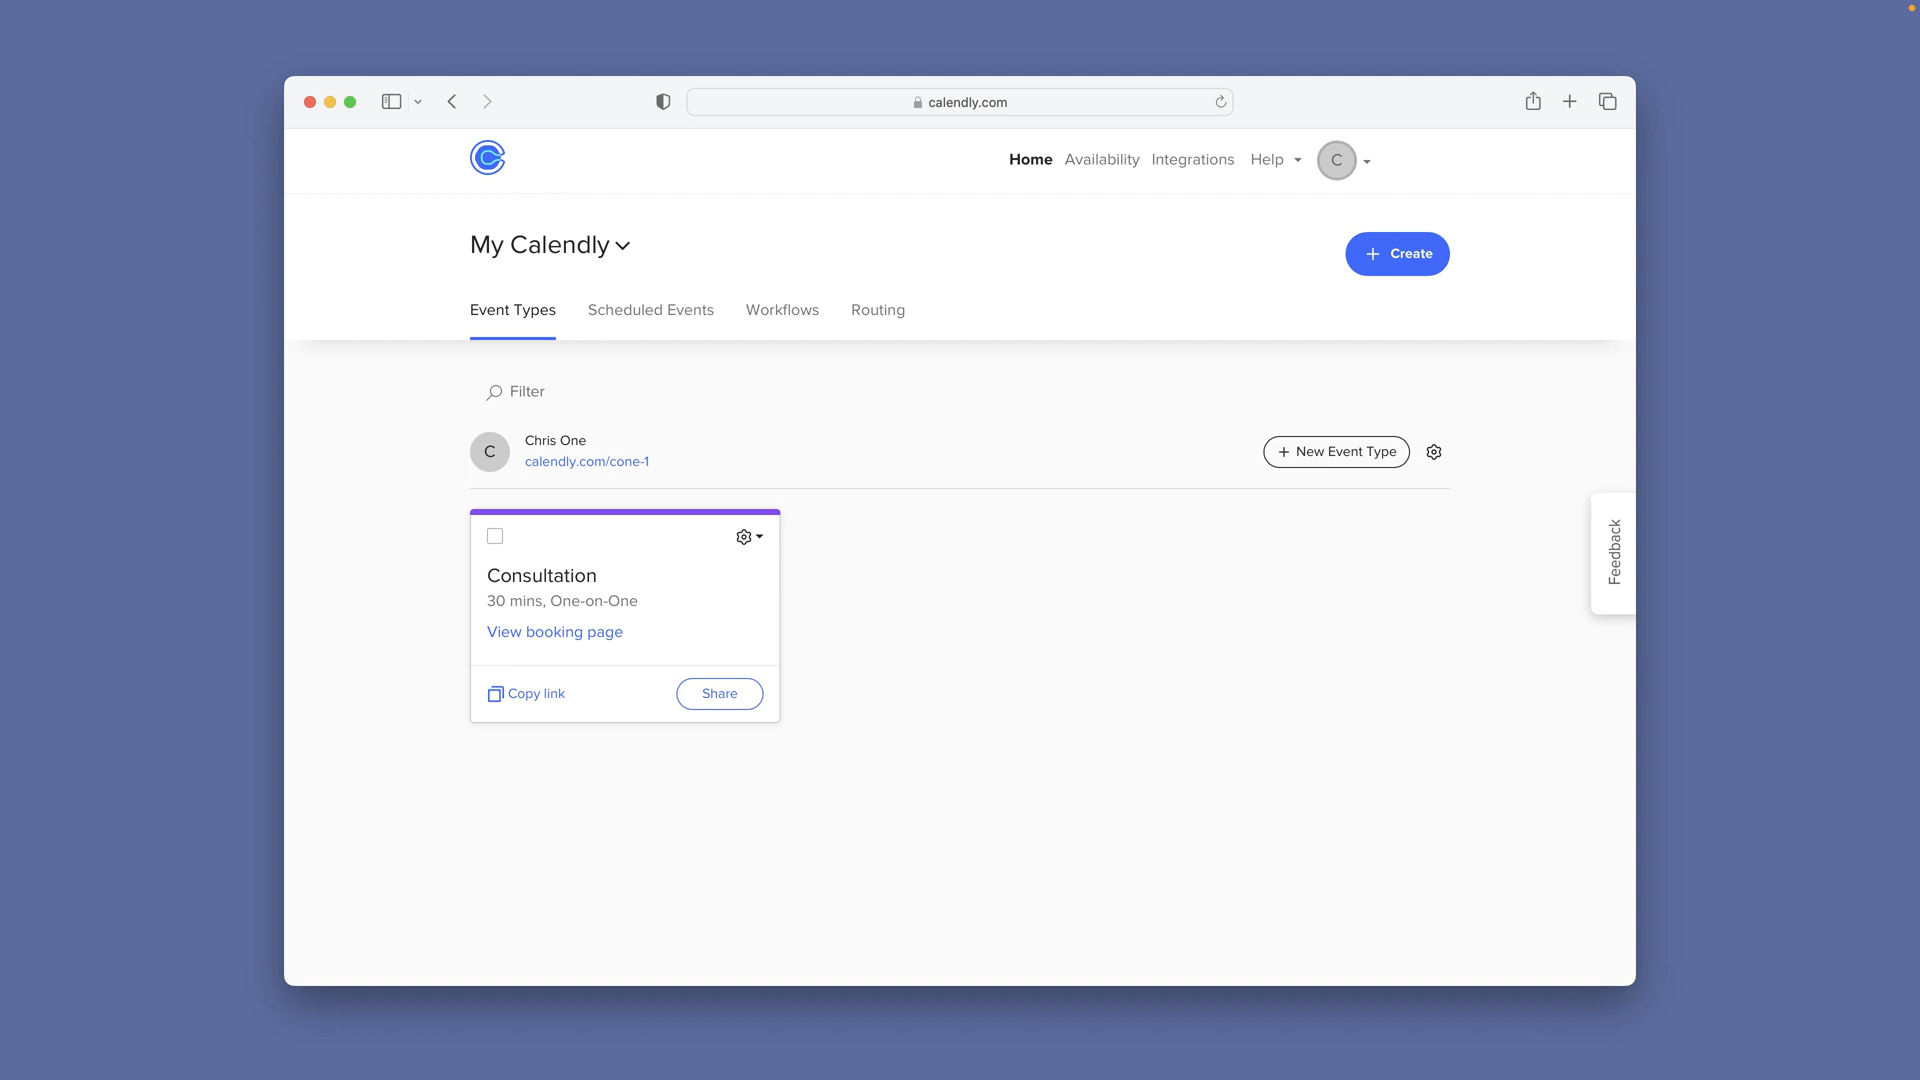 calendly.com
Home Availability Integrations Help C
My Calendly
+ Create
Event Types Scheduled Events Workflows Routing
Filter
C
Chris One
calendly.com/cone-1
+ New Event Type
Consultation
30 mins, One-on-One
View booking page
Copy link Share
Feedback